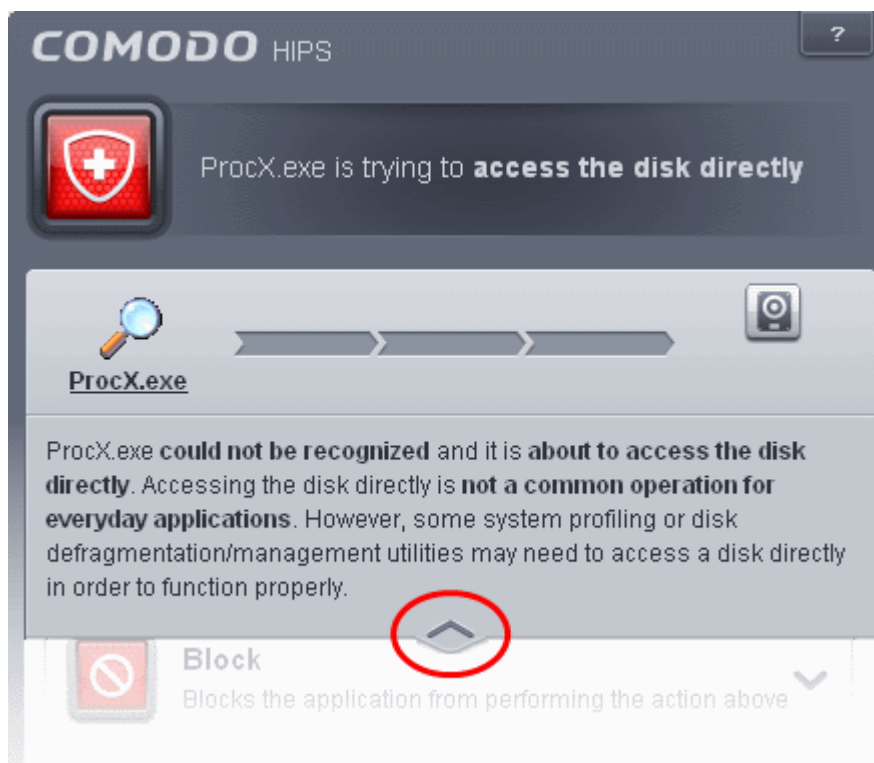 COMODO HIPS
?
ProcX.exe is trying to access the disk directly
ProcX.exe
ProcX.exe could not be recognized and it is about to access the disk
directly. Accessing the disk directly is not a common operation for
everyday applications. However, some system profiling or disk
defragmentation/management utilities may need to access a disk directly
in order to function properly.
Block
Blocks the application from performing the action above